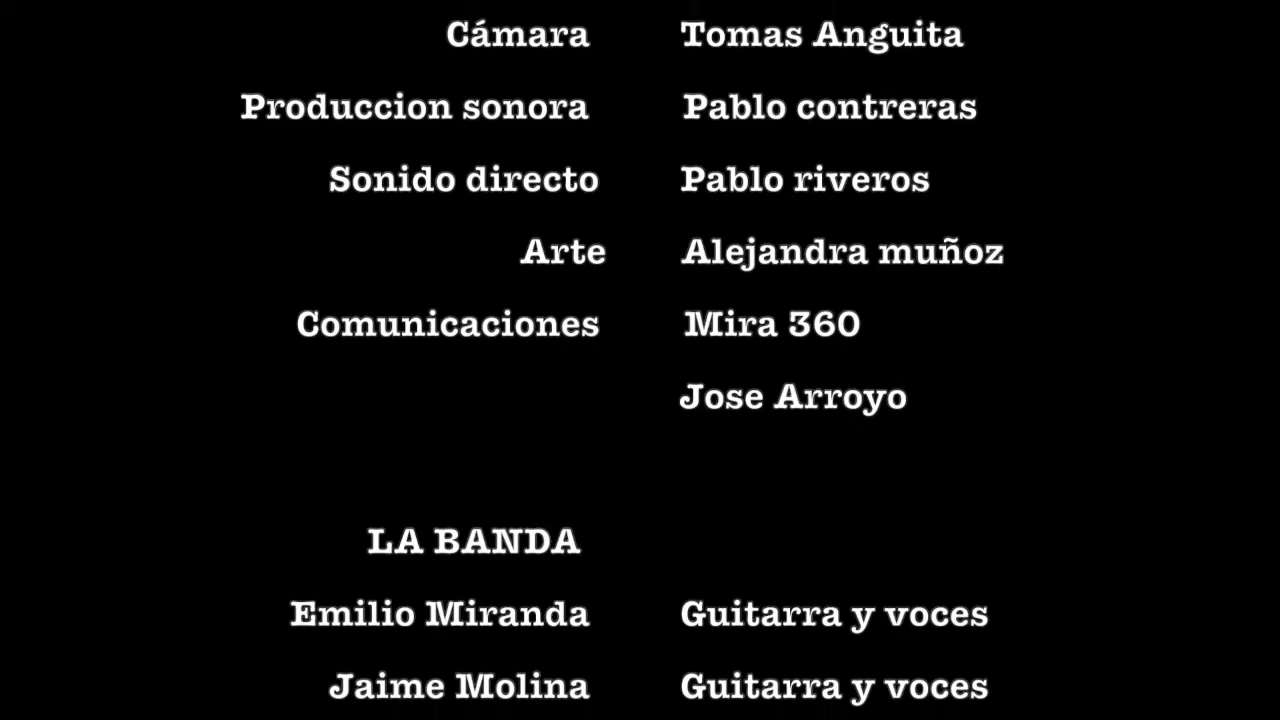 Cámara Tomas Anguita
Produccion sonora Pablo contreras
Sonido directo Pablo riveros
Arte Alejandra muñoz
Comunicaciones Mira 360
Jose Arroyo
LA BANDA
Emilio Miranda Guitarra y voces
Jaime Molina Guitarra y voces